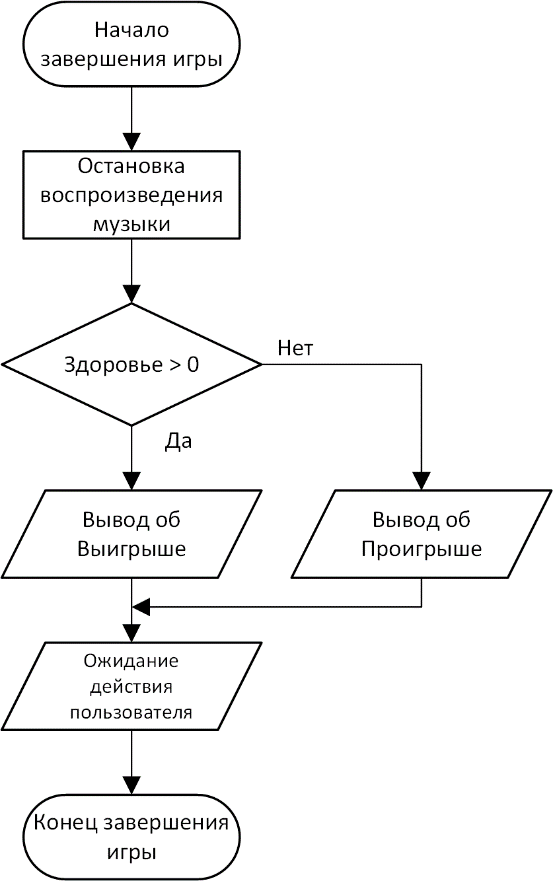 Начало
завершения игры
Остановка
воспроизведения
музыки
Здоровье > 0
Нет
Да
Вывод об
Выигрыше
Вывод об
Проигрыше
Ожидание
действия
пользователя
Конец завершения
игры